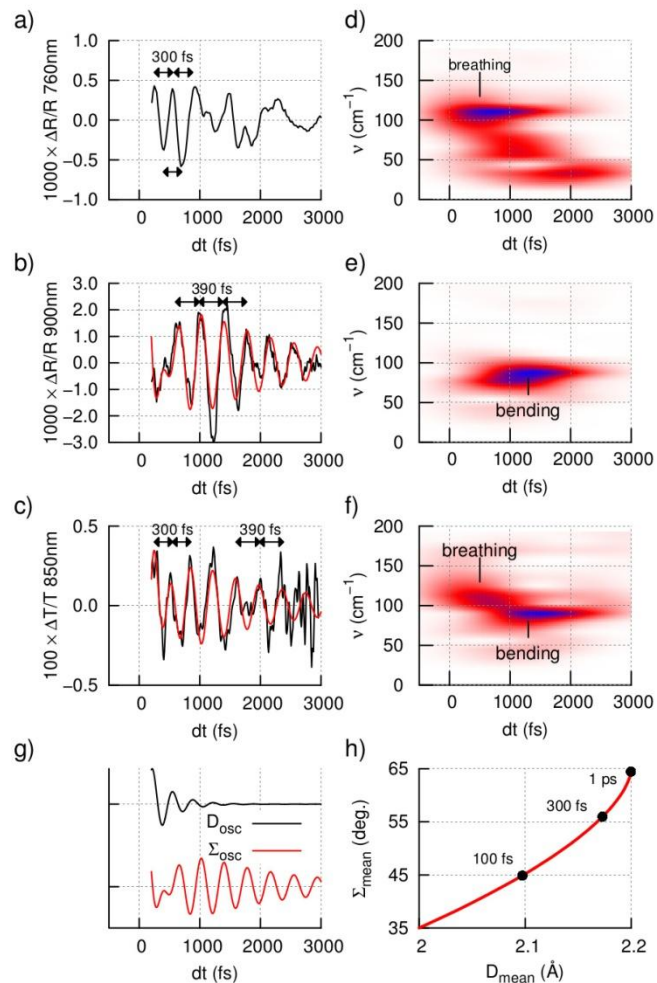 a)
1000 × ΔR/R 760nm
1.0
0.5
0.0
−0.5
−1.0
300 fs
0 1000 2000 3000
dt (fs)
d)
ν (cm⁻¹)
200
150
100
50
0
breathing
0 1000 2000 3000
dt (fs)
b)
1000 × ΔR/R 900nm
3.0
2.0
1.0
0.0
−1.0
−2.0
−3.0
390 fs
0 1000 2000 3000
dt (fs)
e)
ν (cm⁻¹)
200
150
100
50
0
bending
0 1000 2000 3000
dt (fs)
c)
100 × ΔT/T 850nm
0.5
0.0
−0.5
300 fs 390 fs
0 1000 2000 3000
dt (fs)
f)
ν (cm⁻¹)
200
150
100
50
0
breathing
bending
0 1000 2000 3000
dt (fs)
g)
D_osc
Σ_osc
0 1000 2000 3000
dt (fs)
h)
Σ_mean (deg.)
65
55
45
35
1 ps
300 fs
100 fs
2 2.1 2.2
D_mean (Å)